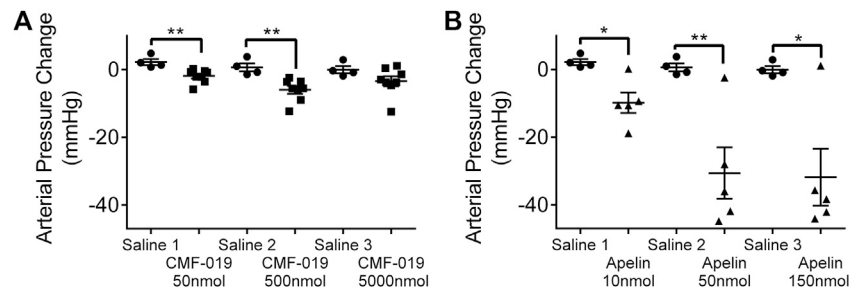 A
Arterial Pressure Change
(mmHg)
0
-20
-40
**
**
Saline 1
CMF-019
50nmol
Saline 2
CMF-019
500nmol
Saline 3
CMF-019
5000nmol
B
Arterial Pressure Change
(mmHg)
0
-20
-40
*
**
*
Saline 1
Apelin
10nmol
Saline 2
Apelin
50nmol
Saline 3
Apelin
150nmol